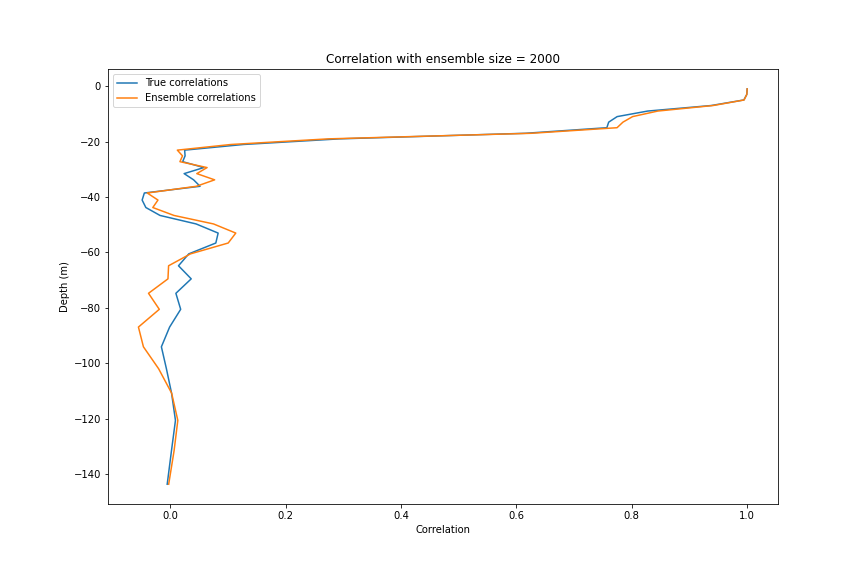 Correlation with ensemble size = 2000
True correlations
Ensemble correlations
0
−20
−40
−60
−80
−100
−120
−140
Depth (m)
0.0 0.2 0.4 0.6 0.8 1.0
Correlation